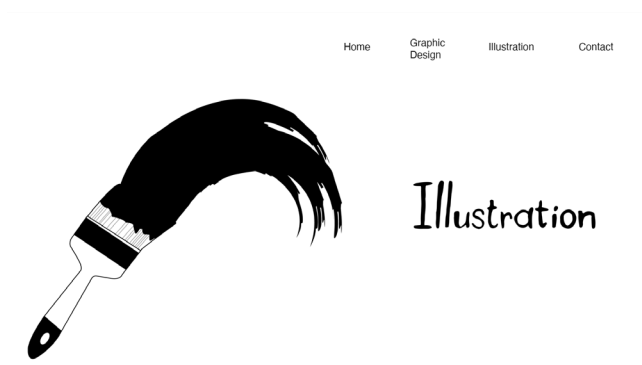 Home
Graphic
Design
Illustration
Contact
Illustration